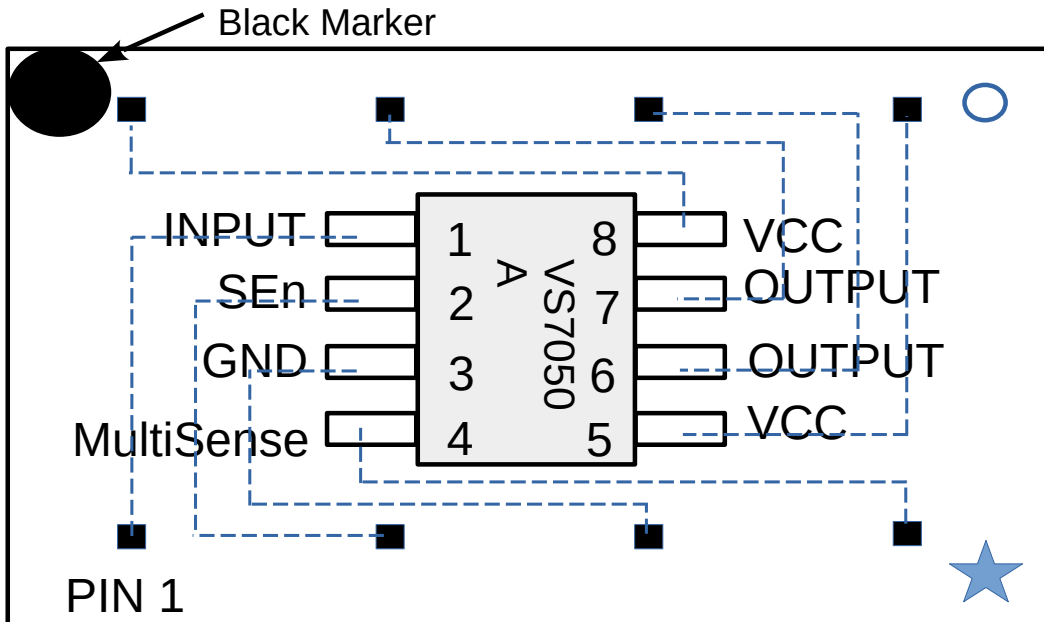 Black Marker
INPUT 1 8 VCC
SEn 2 7 OUTPUT
GND 3 6 OUTPUT
MultiSense 4 5 VCC
VS7050
A
PIN 1